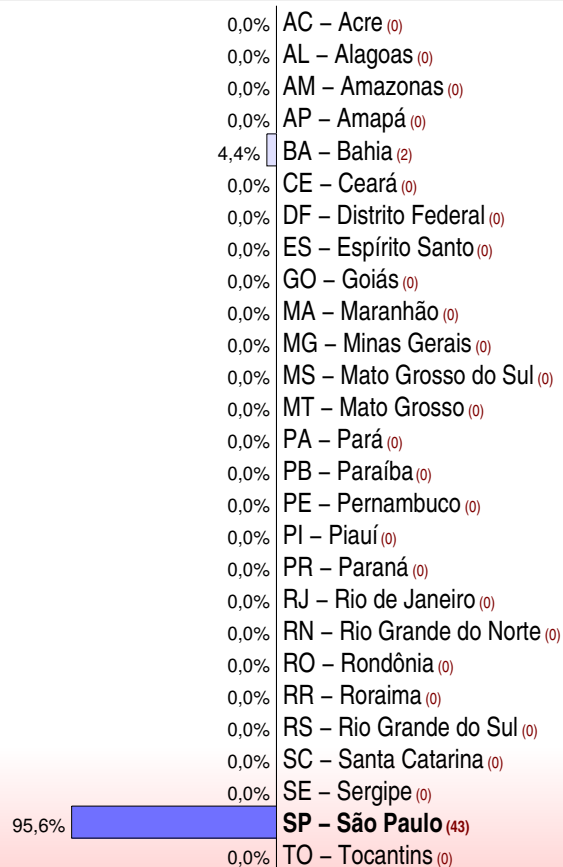 0,0% AC – Acre (0)
0,0% AL – Alagoas (0)
0,0% AM – Amazonas (0)
0,0% AP – Amapá (0)
4,4% BA – Bahia (2)
0,0% CE – Ceará (0)
0,0% DF – Distrito Federal (0)
0,0% ES – Espírito Santo (0)
0,0% GO – Goiás (0)
0,0% MA – Maranhão (0)
0,0% MG – Minas Gerais (0)
0,0% MS – Mato Grosso do Sul (0)
0,0% MT – Mato Grosso (0)
0,0% PA – Pará (0)
0,0% PB – Paraíba (0)
0,0% PE – Pernambuco (0)
0,0% PI – Piauí (0)
0,0% PR – Paraná (0)
0,0% RJ – Rio de Janeiro (0)
0,0% RN – Rio Grande do Norte (0)
0,0% RO – Rondônia (0)
0,0% RR – Roraima (0)
0,0% RS – Rio Grande do Sul (0)
0,0% SC – Santa Catarina (0)
0,0% SE – Sergipe (0)
95,6% SP – São Paulo (43)
0,0% TO – Tocantins (0)